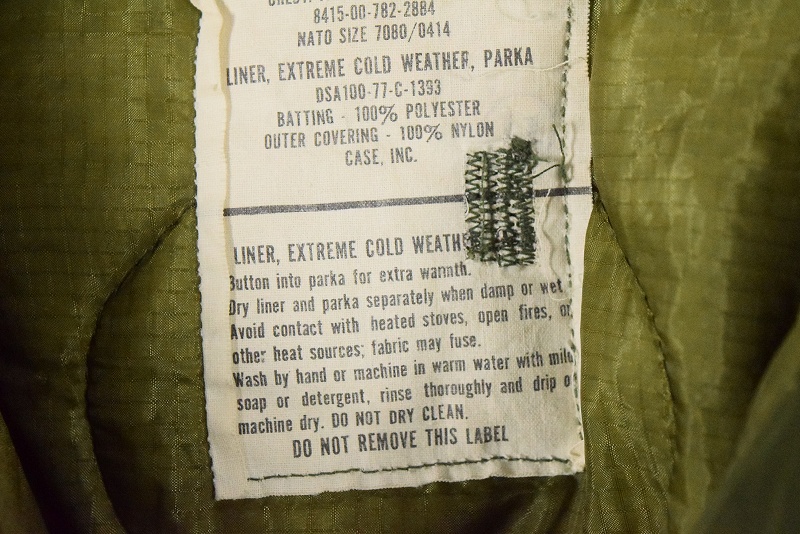 8415-00-782-2884
NATO SIZE 7080/0414
LINER, EXTREME COLD WEATHER, PARKA
DSA100-77-C-1393
BATTING - 100% POLYESTER
OUTER COVERING - 100% NYLON
CASE, INC.
LINER, EXTREME COLD WEATHE
Button into parka for extra warmth.
Dry liner and parka separately when damp or wet
Avoid contact with heated stoves, open fires, or
other heat sources; fabric may fuse.
Wash by hand or machine in warm water with mild
soap or detergent, rinse thoroughly and drip o
machine dry. DO NOT DRY CLEAN.
DO NOT REMOVE THIS LABEL